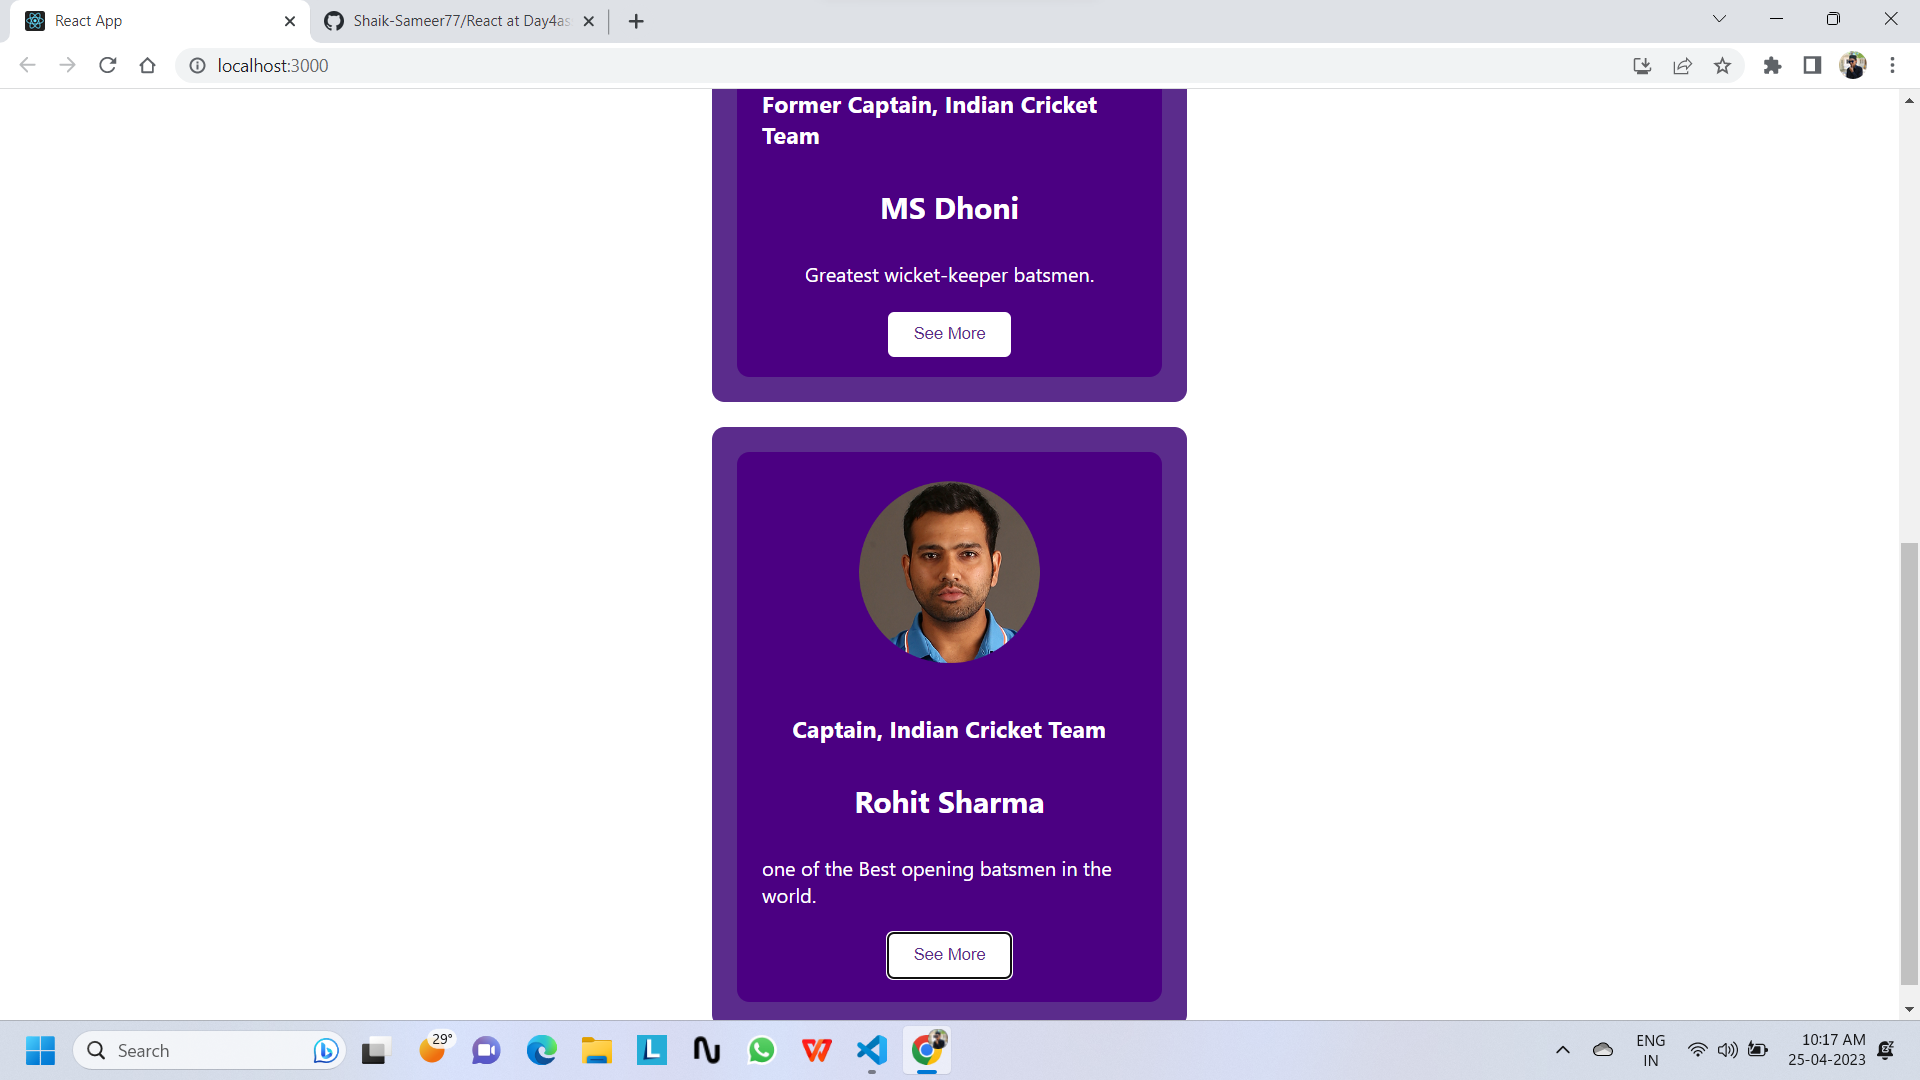 React App
Shaik-Sameer77/React at Day4as
localhost:3000
Former Captain, Indian Cricket
Team
MS Dhoni
Greatest wicket-keeper batsmen.
See More
Captain, Indian Cricket Team
Rohit Sharma
one of the Best opening batsmen in the
world.
See More
Search
29°
L
ENG
IN
10:17 AM
25-04-2023